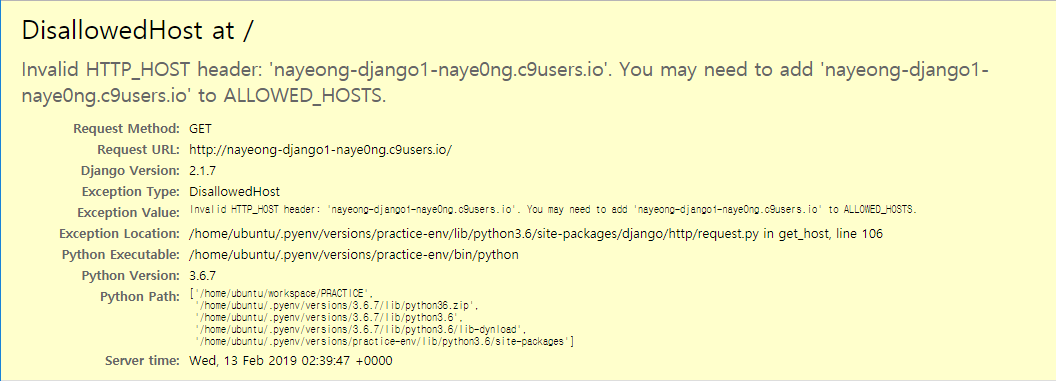 DisallowedHost at /
Invalid HTTP_HOST header: 'nayeong-django1-naye0ng.c9users.io'. You may need to add 'nayeong-django1-
naye0ng.c9users.io' to ALLOWED_HOSTS.
Request Method: GET
Request URL: http://nayeong-django1-naye0ng.c9users.io/
Django Version: 2.1.7
Exception Type: DisallowedHost
Exception Value: Invalid HTTP_HOST header: 'nayeong-django1-naye0ng.c9users.io'. You may need to add 'nayeong-django1-naye0ng.c9users.io' to ALLOWED_HOSTS.
Exception Location: /home/ubuntu/.pyenv/versions/practice-env/lib/python3.6/site-packages/django/http/request.py in get_host, line 106
Python Executable: /home/ubuntu/.pyenv/versions/practice-env/bin/python
Python Version: 3.6.7
Python Path: ['/home/ubuntu/workspace/PRACTICE',
'/home/ubuntu/.pyenv/versions/3.6.7/lib/python36.zip',
'/home/ubuntu/.pyenv/versions/3.6.7/lib/python3.6',
'/home/ubuntu/.pyenv/versions/3.6.7/lib/python3.6/lib-dynload',
'/home/ubuntu/.pyenv/versions/practice-env/lib/python3.6/site-packages']
Server time: Wed, 13 Feb 2019 02:39:47 +0000